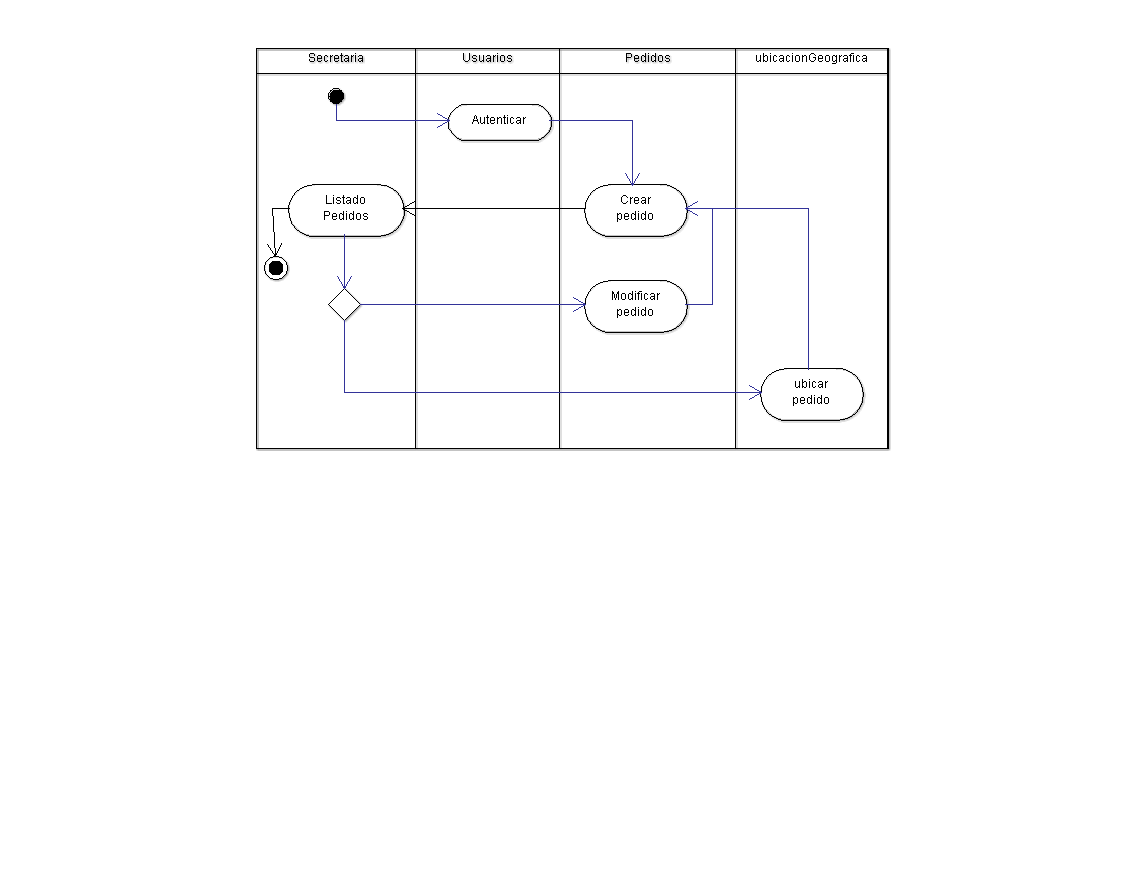 Secretaria
Usuarios
Pedidos
ubicacionGeografica
Autenticar
Listado
Pedidos
Crear
pedido
Modificar
pedido
ubicar
pedido